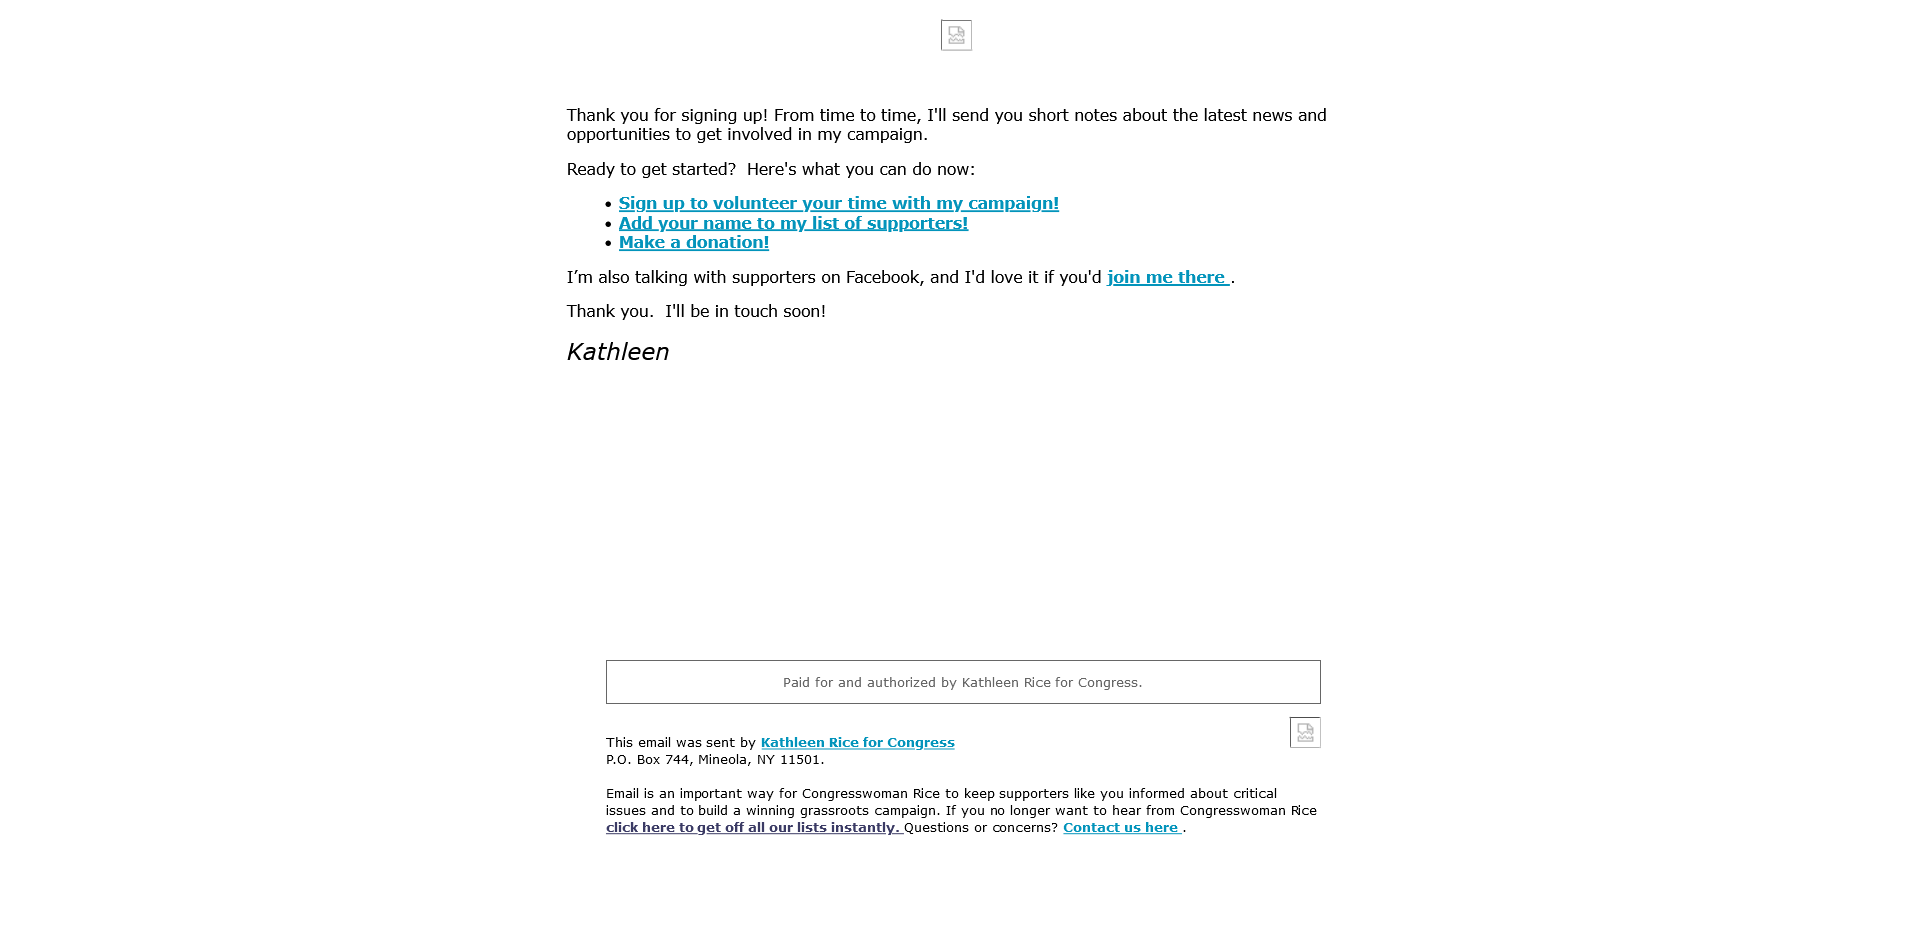 Thank you for signing up! From time to time, I'll send you short notes about the latest news and
opportunities to get involved in my campaign.
Ready to get started?  Here's what you can do now:
• Sign up to volunteer your time with my campaign!
• Add your name to my list of supporters!
• Make a donation!
I’m also talking with supporters on Facebook, and I'd love it if you'd join me there .
Thank you.  I'll be in touch soon!
Kathleen
Paid for and authorized by Kathleen Rice for Congress.
This email was sent by Kathleen Rice for Congress
P.O. Box 744, Mineola, NY 11501.
Email is an important way for Congresswoman Rice to keep supporters like you informed about critical
issues and to build a winning grassroots campaign. If you no longer want to hear from Congresswoman Rice
click here to get off all our lists instantly. Questions or concerns? Contact us here .